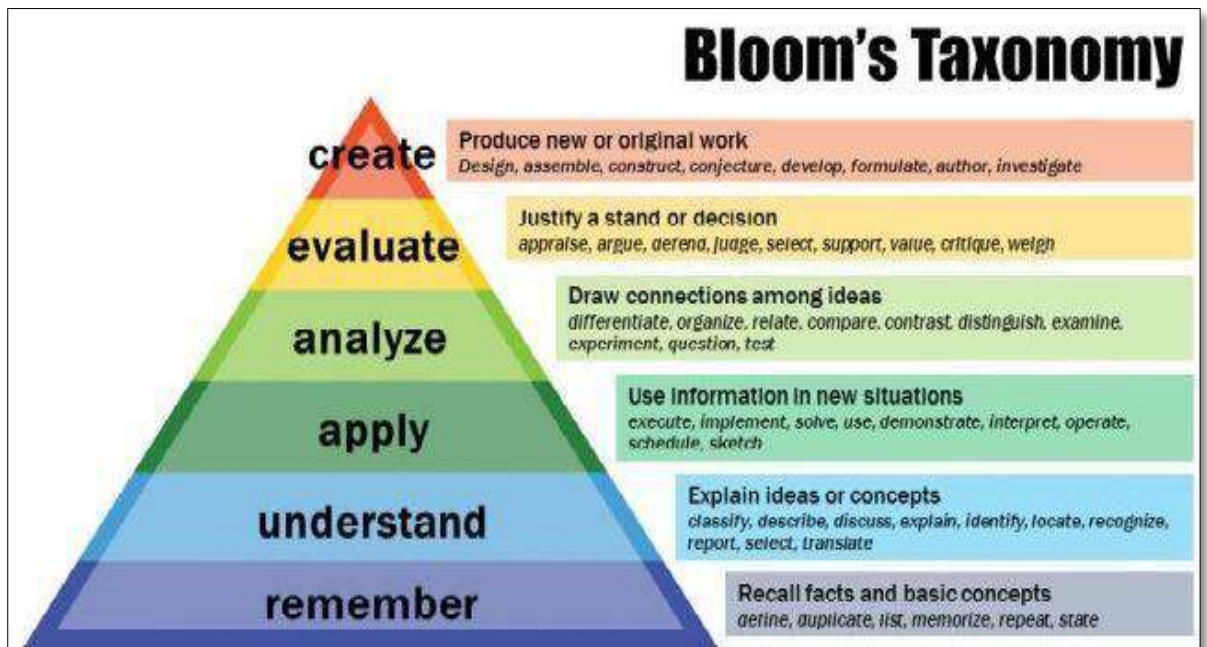 Bloom's Taxonomy
create
Produce new or original work
Design, assemble, construct, conjecture, develop, formulate, author, investigate
evaluate
Justify a stand or decision
appraise, argue, defend, judge, select, support, value, critique, weigh
analyze
Draw connections among ideas
differentiate, organize, relate, compare, contrast, distinguish, examine,
experiment, question, test
apply
Use information in new situations
execute, implement, solve, use, demonstrate, interpret, operate,
schedule, sketch
understand
Explain ideas or concepts
classify, describe, discuss, explain, identify, locate, recognize,
report, select, translate
remember
Recall facts and basic concepts
define, duplicate, list, memorize, repeat, state